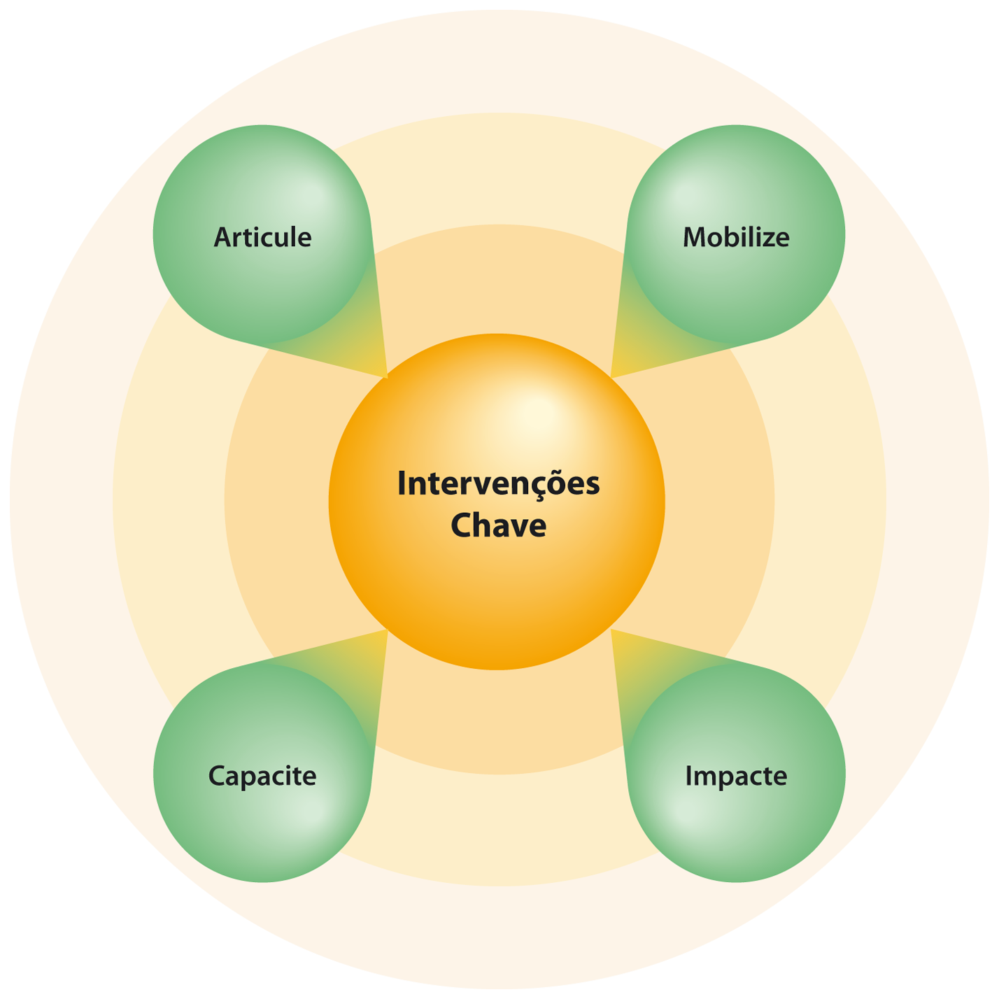 Articule
Mobilize
Intervenções
Chave
Capacite
Impacte